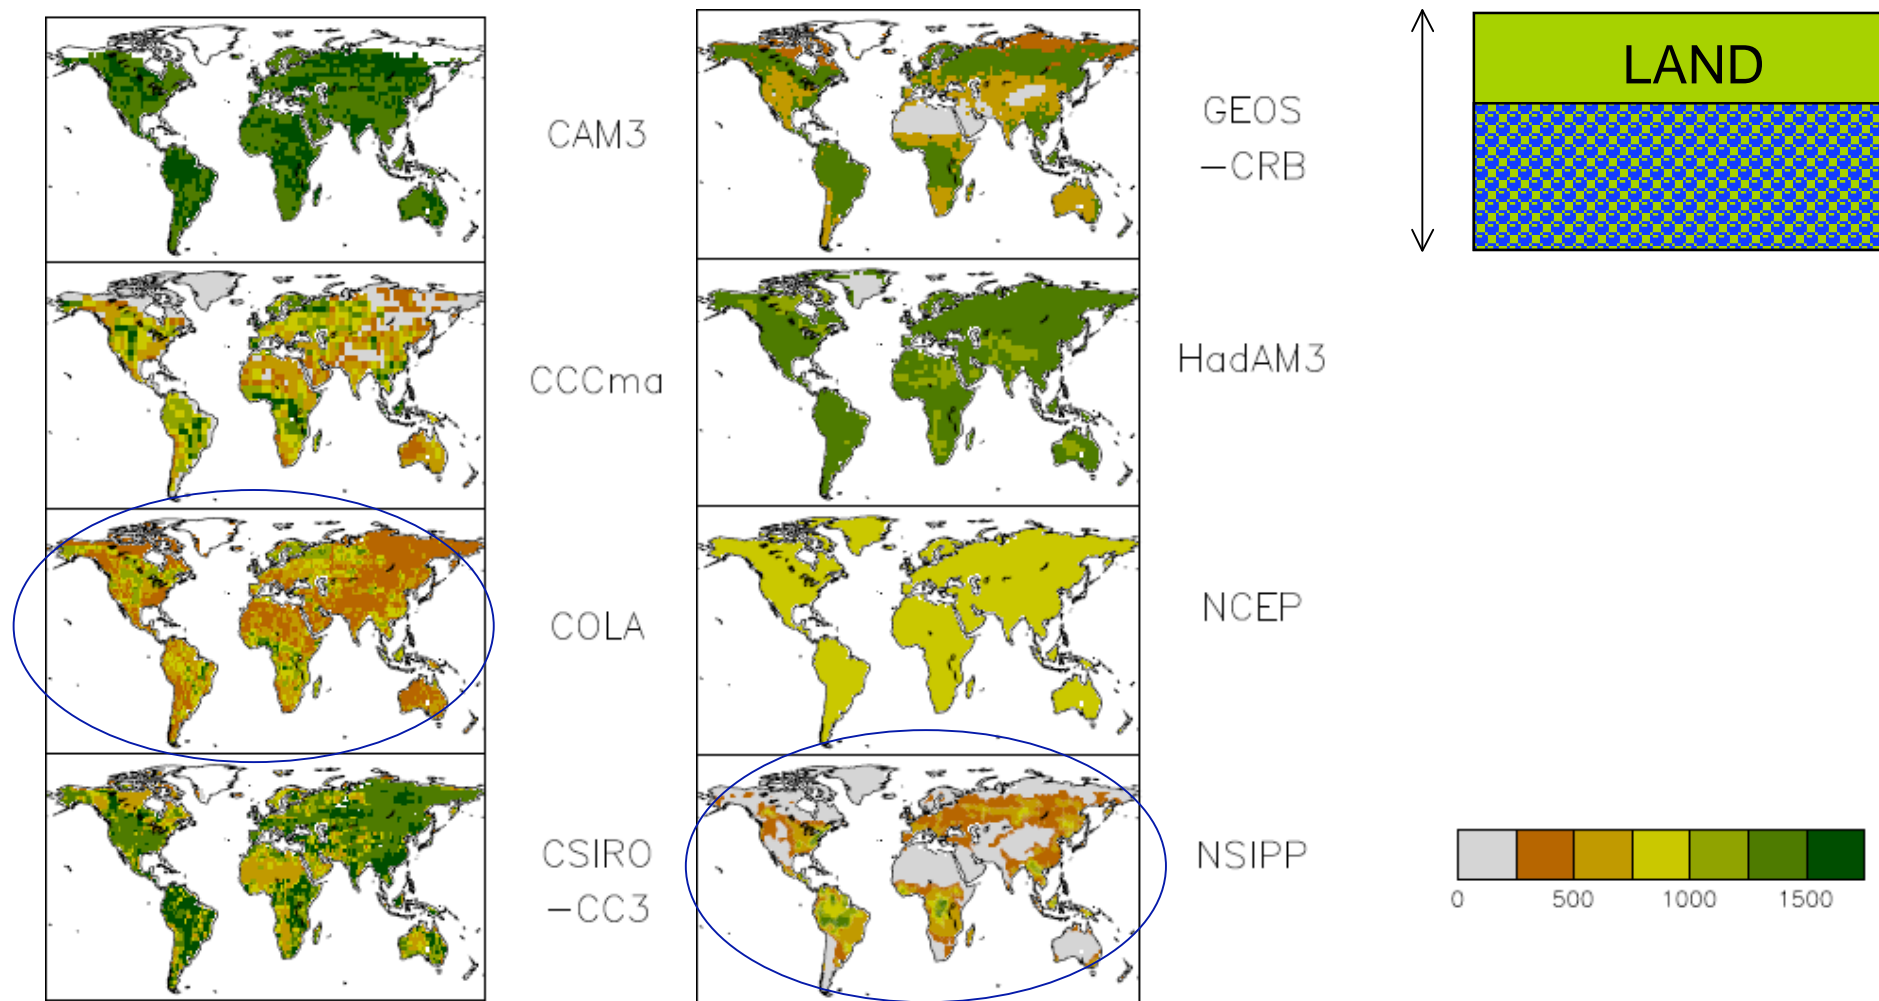 CAM3
CCCma
COLA
CSIRO
-CC3
GEOS
-CRB
HadAM3
NCEP
NSIPP
LAND
0 500 1000 1500